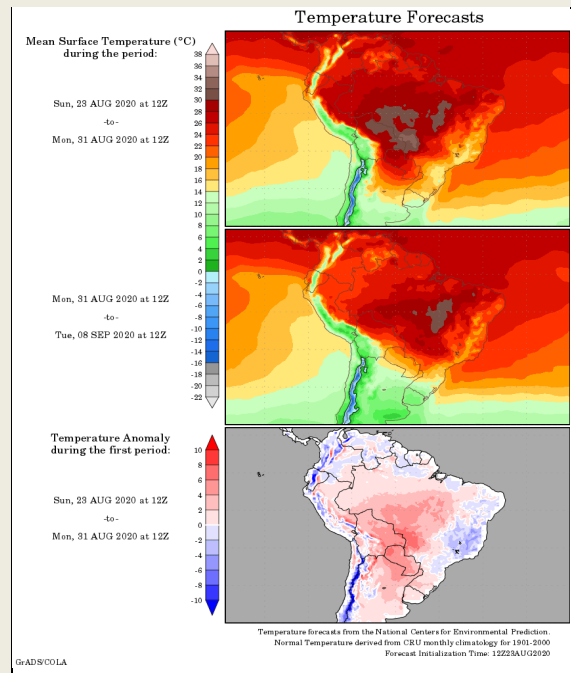 Temperature Forecasts
Mean Surface Temperature (°C)
during the period:
Sun, 23 AUG 2020 at 12Z
-to-
Mon, 31 AUG 2020 at 12Z
38
36
34
32
30
28
26
24
22
20
18
16
14
12
10
8
6
4
2
0
-2
-4
-6
-8
-10
-12
-14
-16
-18
-20
-22
Mon, 31 AUG 2020 at 12Z
-to-
Tue, 08 SEP 2020 at 12Z
Temperature Anomaly
during the first period:
Sun, 23 AUG 2020 at 12Z
-to-
Mon, 31 AUG 2020 at 12Z
10
8
6
4
2
0
-2
-4
-6
-8
-10
Temperature forecasts from the National Centers for Environmental Prediction.
Normal Temperature derived from CRU monthly climatology for 1901-2000
Forecast Initialization Time: 12Z23AUG2020
GrADS/COLA